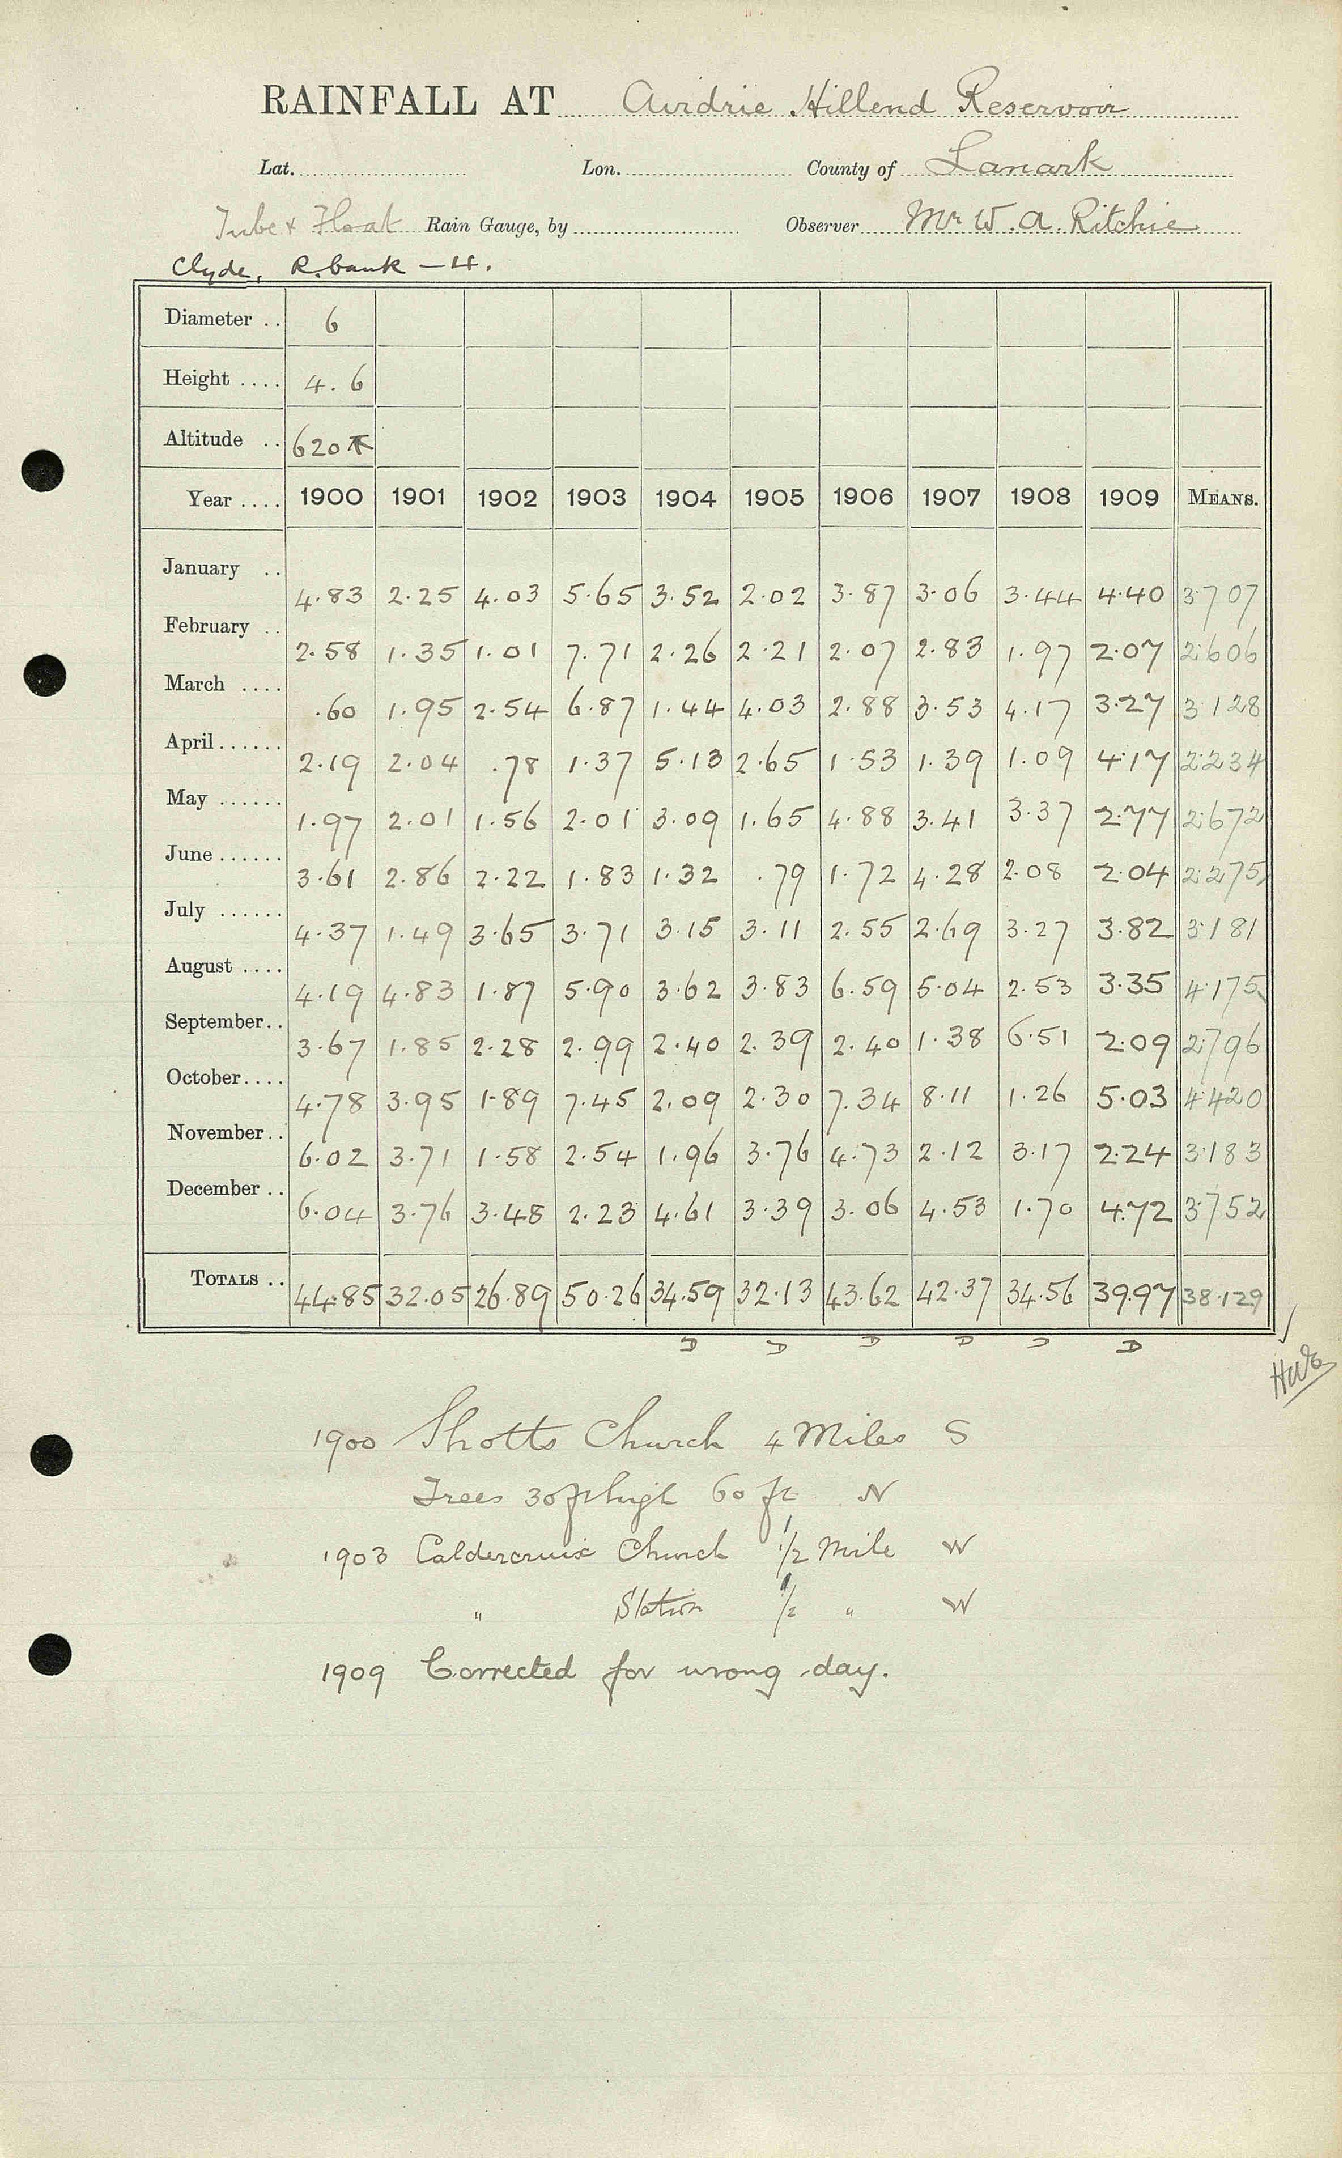 RAINFALL AT Airdrie Hillend Reservoir
Lat. Lon. County of Lanark
Tube & Float Rain Gauge, by Observer Mr W. A. Ritchie
Clyde, R. bank — 4.
Diameter .. 6
Height .... 4.6
Altitude .. 620
Year .... 1900 1901 1902 1903 1904 1905 1906 1907 1908 1909 MEANS.
January .. 4.83 2.25 4.03 5.65 3.52 2.02 3.87 3.06 3.44 4.40 3.707
February .. 2.58 1.35 1.01 7.71 2.26 2.21 2.07 2.83 1.97 2.07 2.606
March .... .60 1.95 2.54 6.87 1.44 4.03 2.88 3.53 4.17 3.27 3.128
April ...... 2.19 2.04 .78 1.37 5.13 2.65 1.53 1.39 1.09 4.17 2.234
May ...... 1.97 2.01 1.56 2.01 3.09 1.65 4.88 3.41 3.37 2.77 2.672
June ...... 3.61 2.86 2.22 1.83 1.32 .79 1.72 4.28 2.08 2.04 2.275
July ...... 4.37 1.49 3.65 3.71 3.15 3.11 2.55 2.69 3.27 3.82 3.181
August .... 4.19 4.83 1.87 5.90 3.62 3.83 6.59 5.04 2.53 3.35 4.175
September .. 3.67 1.85 2.28 2.99 2.40 2.39 2.40 1.38 6.51 2.09 2.796
October .... 4.78 3.95 1.89 7.45 2.09 2.30 7.34 8.11 1.26 5.03 4.420
November .. 6.02 3.71 1.58 2.54 1.96 3.76 4.73 2.12 3.17 2.24 3.183
December .. 6.04 3.76 3.48 2.23 4.61 3.39 3.06 4.53 1.70 4.72 3.752
TOTALS .. 44.85 32.05 26.89 50.26 34.59 32.13 43.62 42.37 34.56 39.97 38.129
D D D D D D
1900 Shotts Church 4 Miles S
Trees 30 ft high 60 ft N
1903 Caldercruix Church 1/2 Mile W
" Station 1/2 " W
1909 Corrected for wrong day.